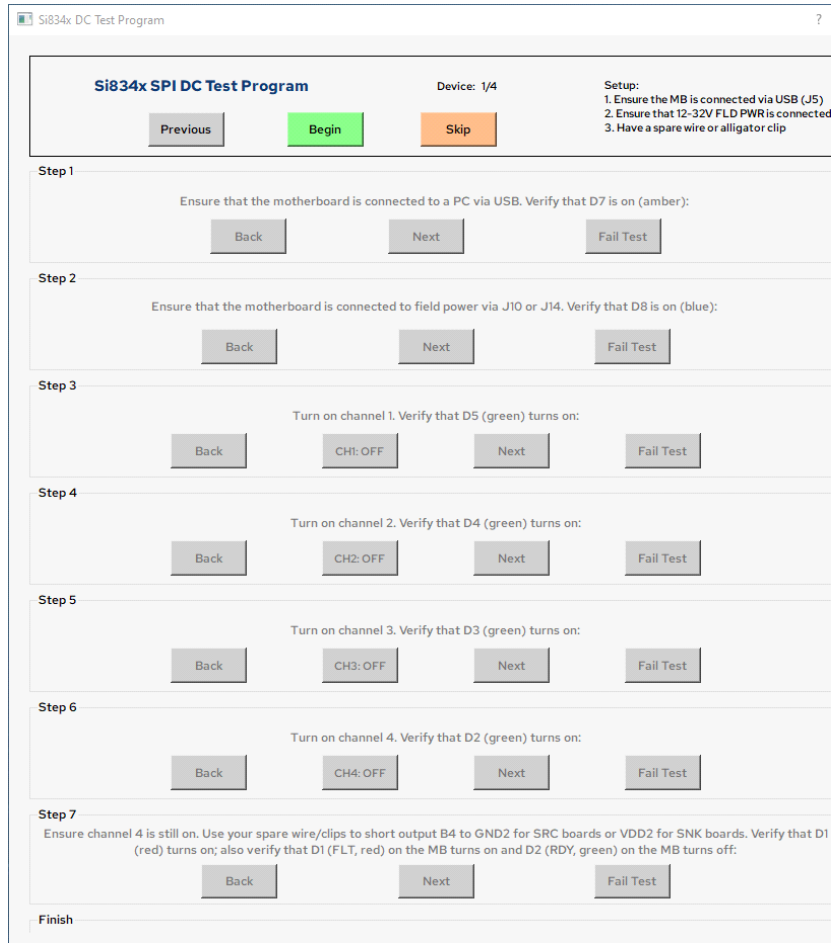 Si834x DC Test Program
?
Si834x SPI DC Test Program
Device: 1/4
Setup:
1. Ensure the MB is connected via USB (J5)
2. Ensure that 12-32V FLD PWR is connected
3. Have a spare wire or alligator clip
Previous
Begin
Skip
Step 1
Ensure that the motherboard is connected to a PC via USB. Verify that D7 is on (amber):
Back
Next
Fail Test
Step 2
Ensure that the motherboard is connected to field power via J10 or J14. Verify that D8 is on (blue):
Back
Next
Fail Test
Step 3
Turn on channel 1. Verify that D5 (green) turns on:
Back
CH1: OFF
Next
Fail Test
Step 4
Turn on channel 2. Verify that D4 (green) turns on:
Back
CH2: OFF
Next
Fail Test
Step 5
Turn on channel 3. Verify that D3 (green) turns on:
Back
CH3: OFF
Next
Fail Test
Step 6
Turn on channel 4. Verify that D2 (green) turns on:
Back
CH4: OFF
Next
Fail Test
Step 7
Ensure channel 4 is still on. Use your spare wire/clips to short output B4 to GND2 for SRC boards or VDD2 for SNK boards. Verify that D1
(red) turns on; also verify that D1 (FLT, red) on the MB turns on and D2 (RDY, green) on the MB turns off:
Back
Next
Fail Test
Finish